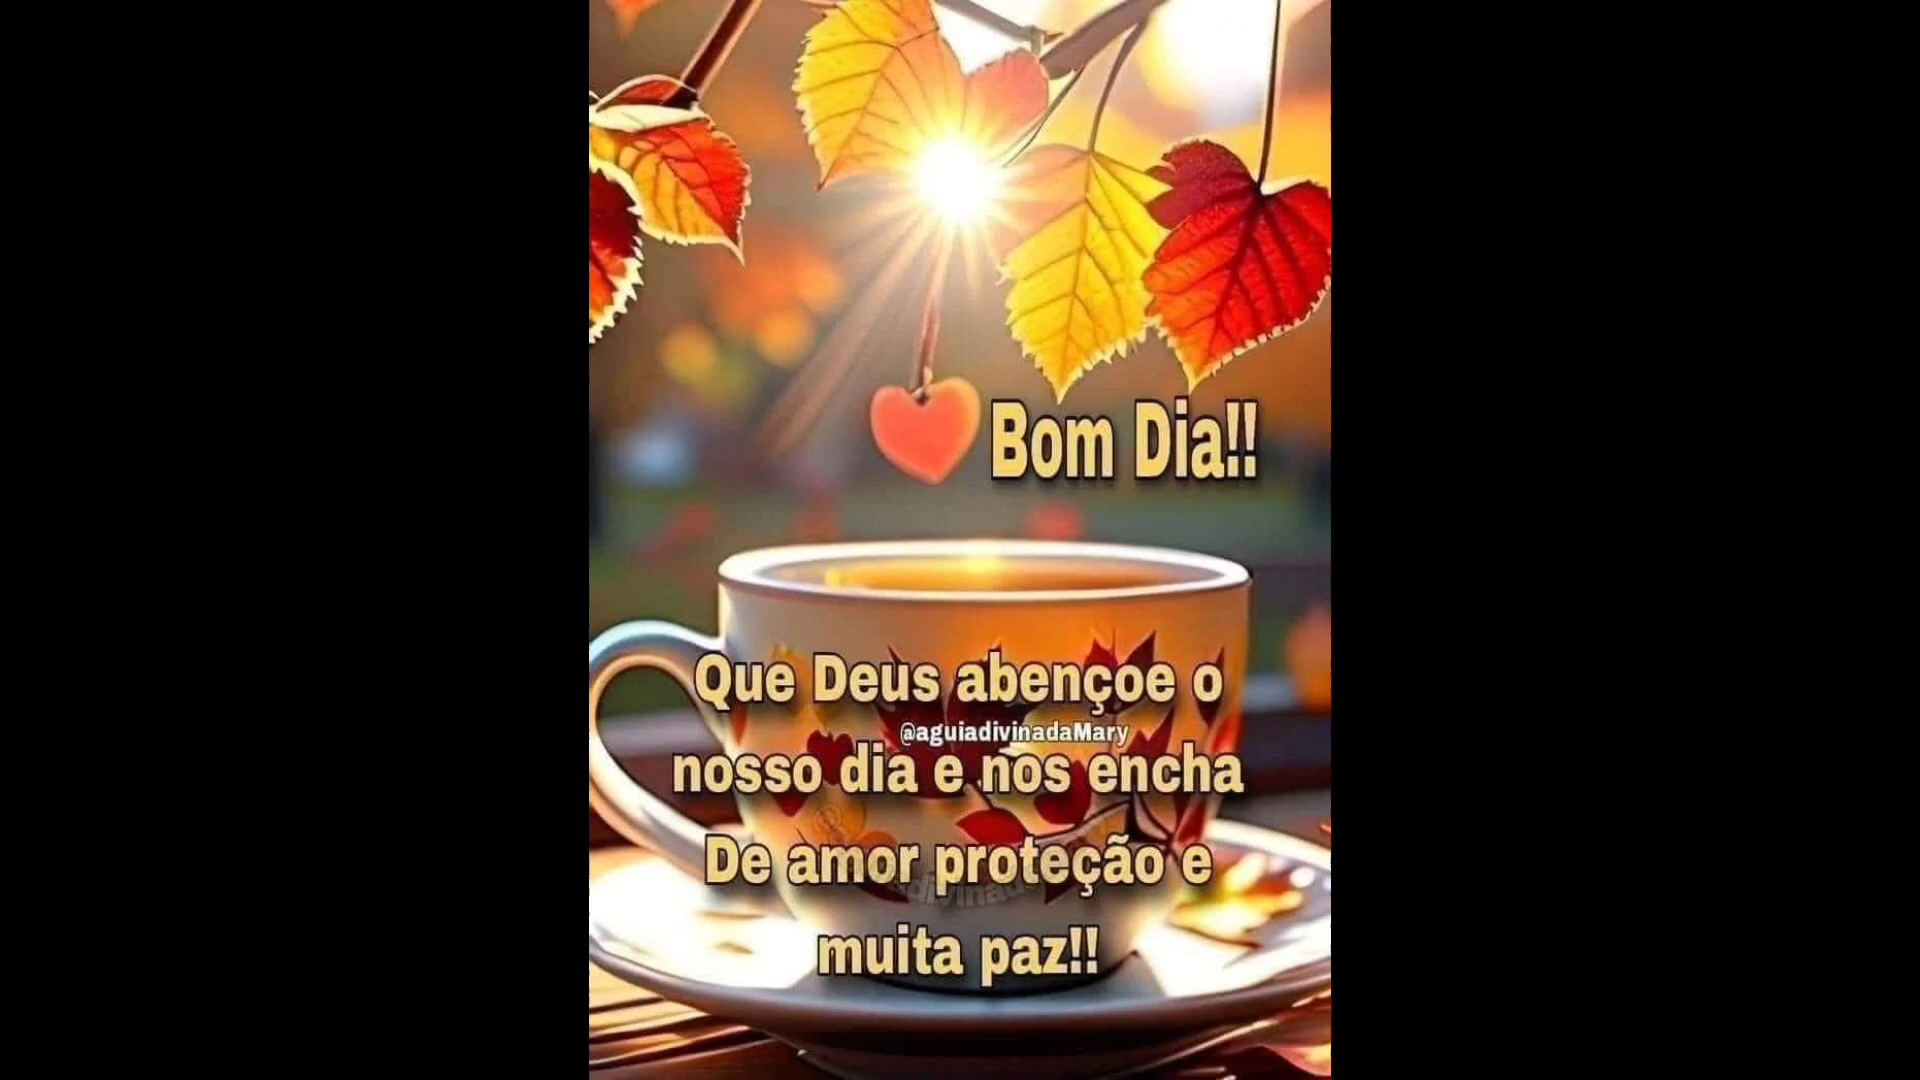 Bom Dia!!
Que Deus abençoe o
@aguiadivinadaMary
nosso dia e nos encha
De amor proteção e
muita paz!!